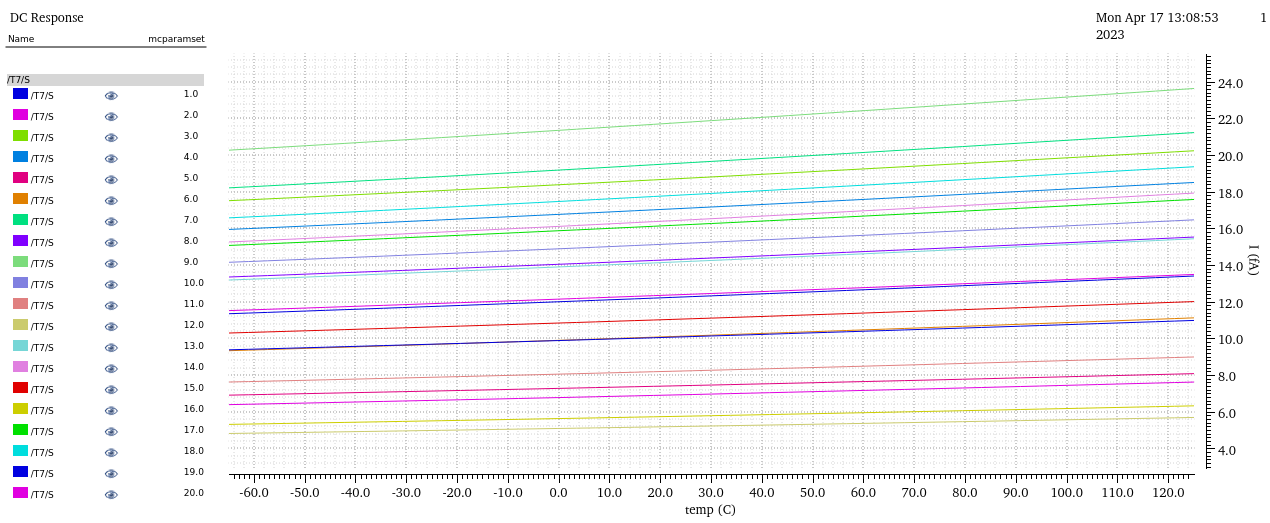 DC Response
Mon Apr 17 13:08:53 1
2023
Name mcparamset
/T7/S
/T7/S 1.0
/T7/S 2.0
/T7/S 3.0
/T7/S 4.0
/T7/S 5.0
/T7/S 6.0
/T7/S 7.0
/T7/S 8.0
/T7/S 9.0
/T7/S 10.0
/T7/S 11.0
/T7/S 12.0
/T7/S 13.0
/T7/S 14.0
/T7/S 15.0
/T7/S 16.0
/T7/S 17.0
/T7/S 18.0
/T7/S 19.0
/T7/S 20.0
24.0
22.0
20.0
18.0
16.0
14.0
12.0
10.0
8.0
6.0
4.0
I (fA)
-60.0 -50.0 -40.0 -30.0 -20.0 -10.0 0.0 10.0 20.0 30.0 40.0 50.0 60.0 70.0 80.0 90.0 100.0 110.0 120.0
temp (C)